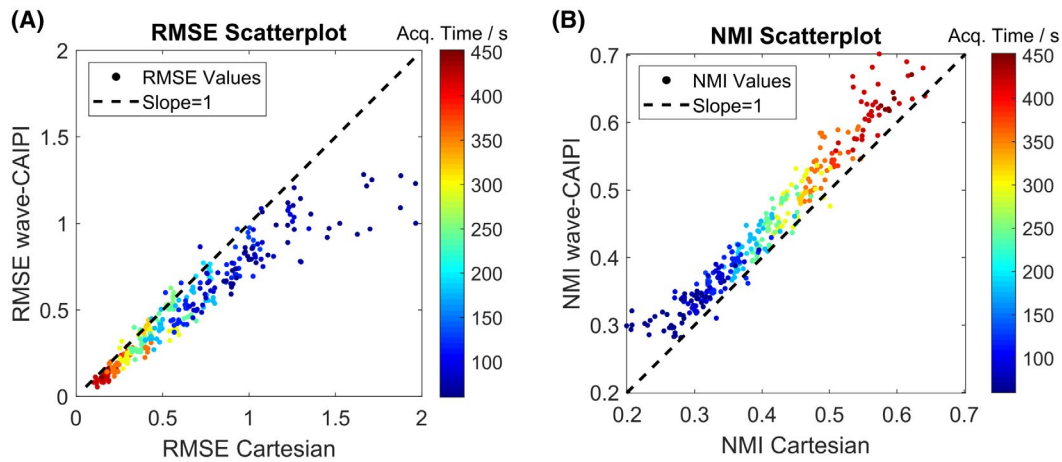 (A)
RMSE Scatterplot
Acq. Time / s
RMSE Values
Slope=1
RMSE wave-CAIPI
2
1.5
1
0.5
0
0
0.5
1
1.5
2
RMSE Cartesian
450
400
350
300
250
200
150
100
(B)
NMI Scatterplot
Acq. Time / s
NMI Values
Slope=1
NMI wave-CAIPI
0.7
0.6
0.5
0.4
0.3
0.2
0.2
0.3
0.4
0.5
0.6
0.7
NMI Cartesian
450
400
350
300
250
200
150
100